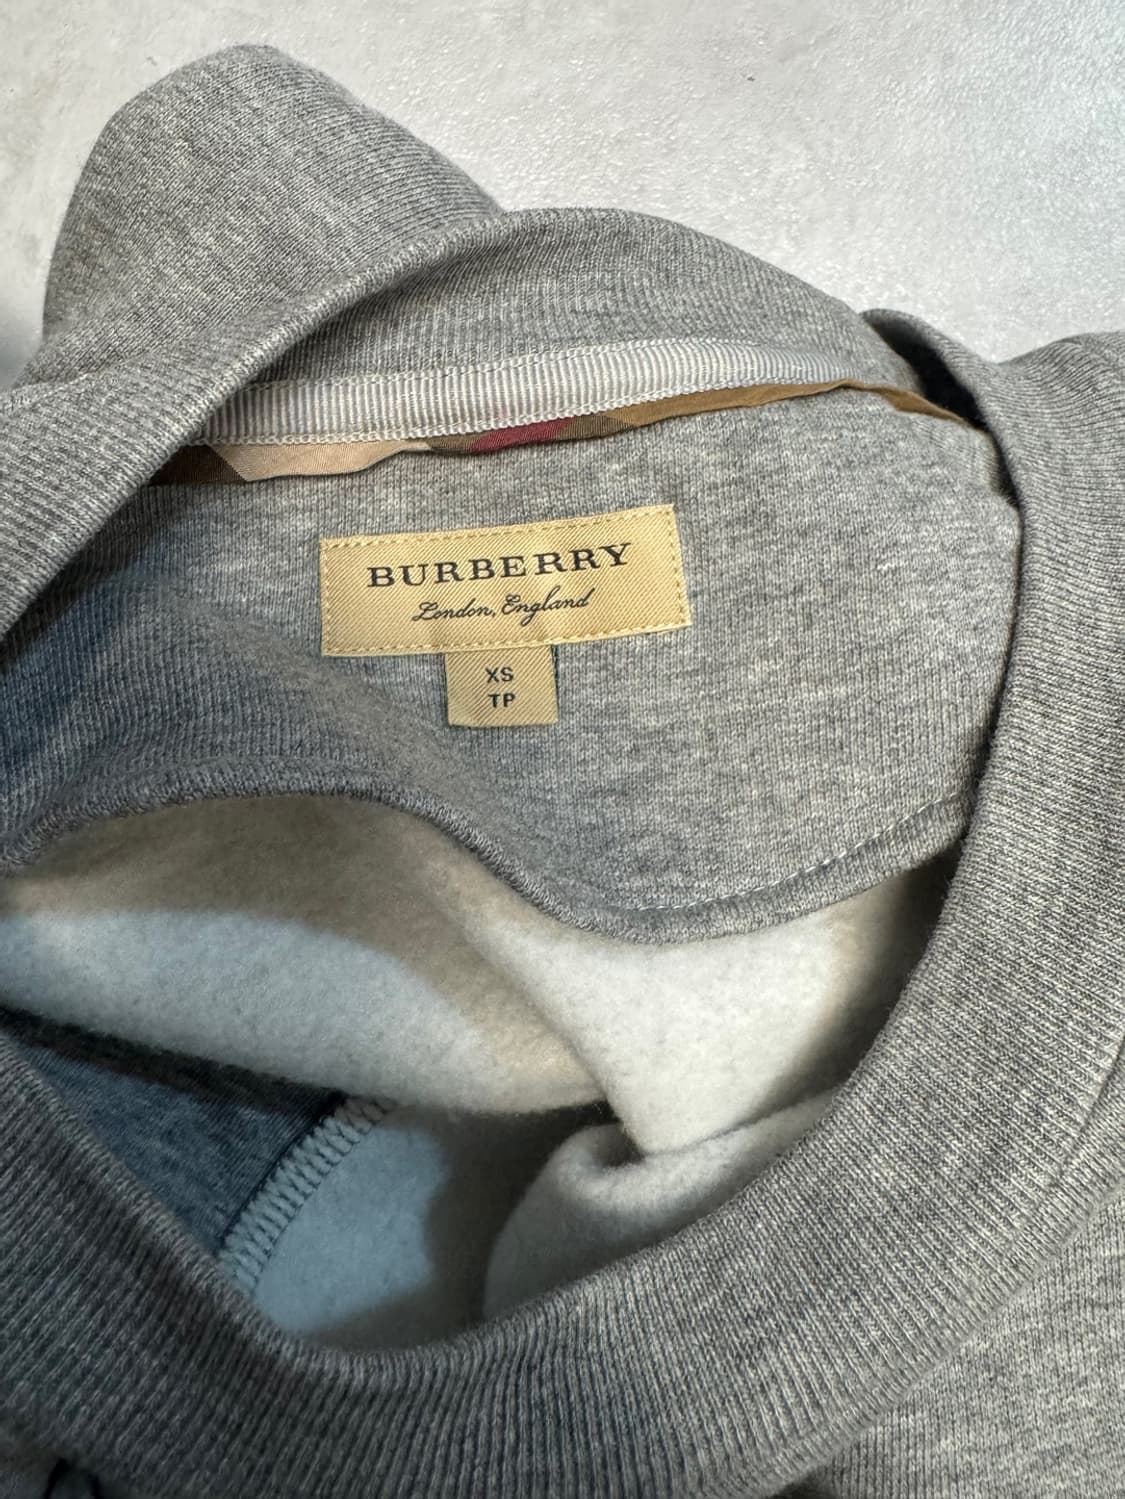 BURBERRY
London, England
XS
TP